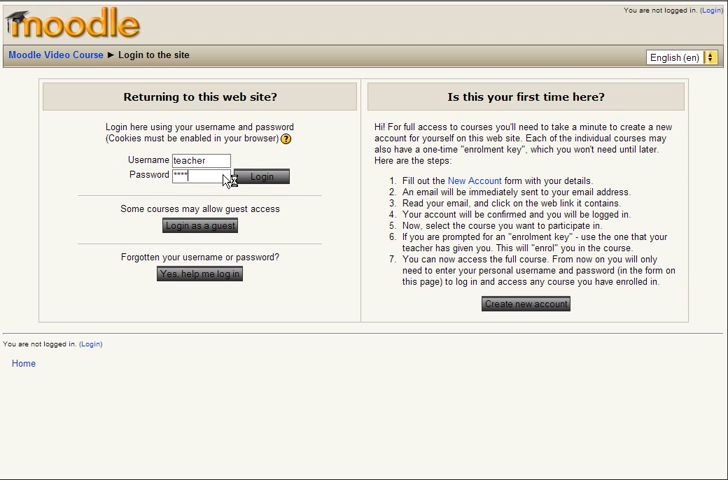 moodle
You are not logged in. (Login)
Moodle Video Course ► Login to the site
English (en)
Returning to this web site?
Login here using your username and password
(Cookies must be enabled in your browser) ?
Username teacher
Password ****
Login
Some courses may allow guest access
Login as a guest
Forgotten your username or password?
Yes, help me log in
Is this your first time here?
Hi! For full access to courses you'll need to take a minute to create a new
account for yourself on this web site. Each of the individual courses may
also have a one-time "enrolment key", which you won't need until later.
Here are the steps:
1. Fill out the New Account form with your details.
2. An email will be immediately sent to your email address.
3. Read your email, and click on the web link it contains.
4. Your account will be confirmed and you will be logged in.
5. Now, select the course you want to participate in.
6. If you are prompted for an "enrolment key" - use the one that your
teacher has given you. This will "enrol" you in the course.
7. You can now access the full course. From now on you will only
need to enter your personal username and password (in the form on
this page) to log in and access any course you have enrolled in.
Create new account
You are not logged in. (Login)
Home